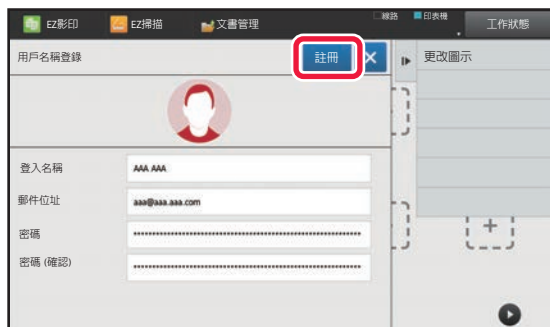 EZ影印 EZ掃描 文書管理 線路 印表機 工作狀態
用戶名稱登錄 註冊 更改圖示
登入名稱 AAA AAA
郵件位址 aaa@aaa.aaa.com
密碼
密碼 (確認)